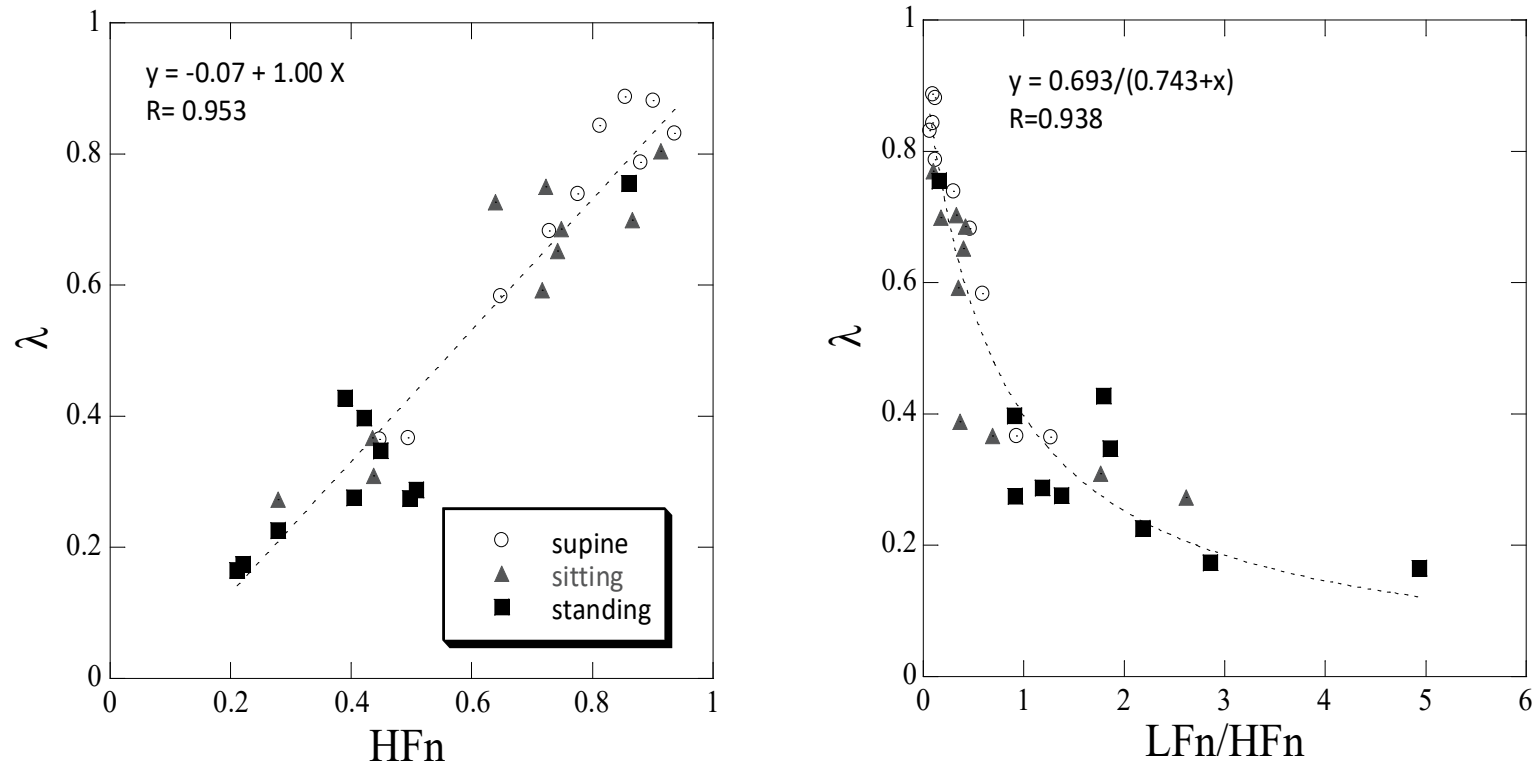 y = -0.07 + 1.00 X
R= 0.953
1
0.8
0.6
0.4
0.2
0
λ
0
0.2
0.4
0.6
0.8
1
HFn
supine
sitting
standing
y = 0.693/(0.743+x)
R=0.938
1
0.8
0.6
0.4
0.2
0
λ
0
1
2
3
4
5
6
LFn/HFn